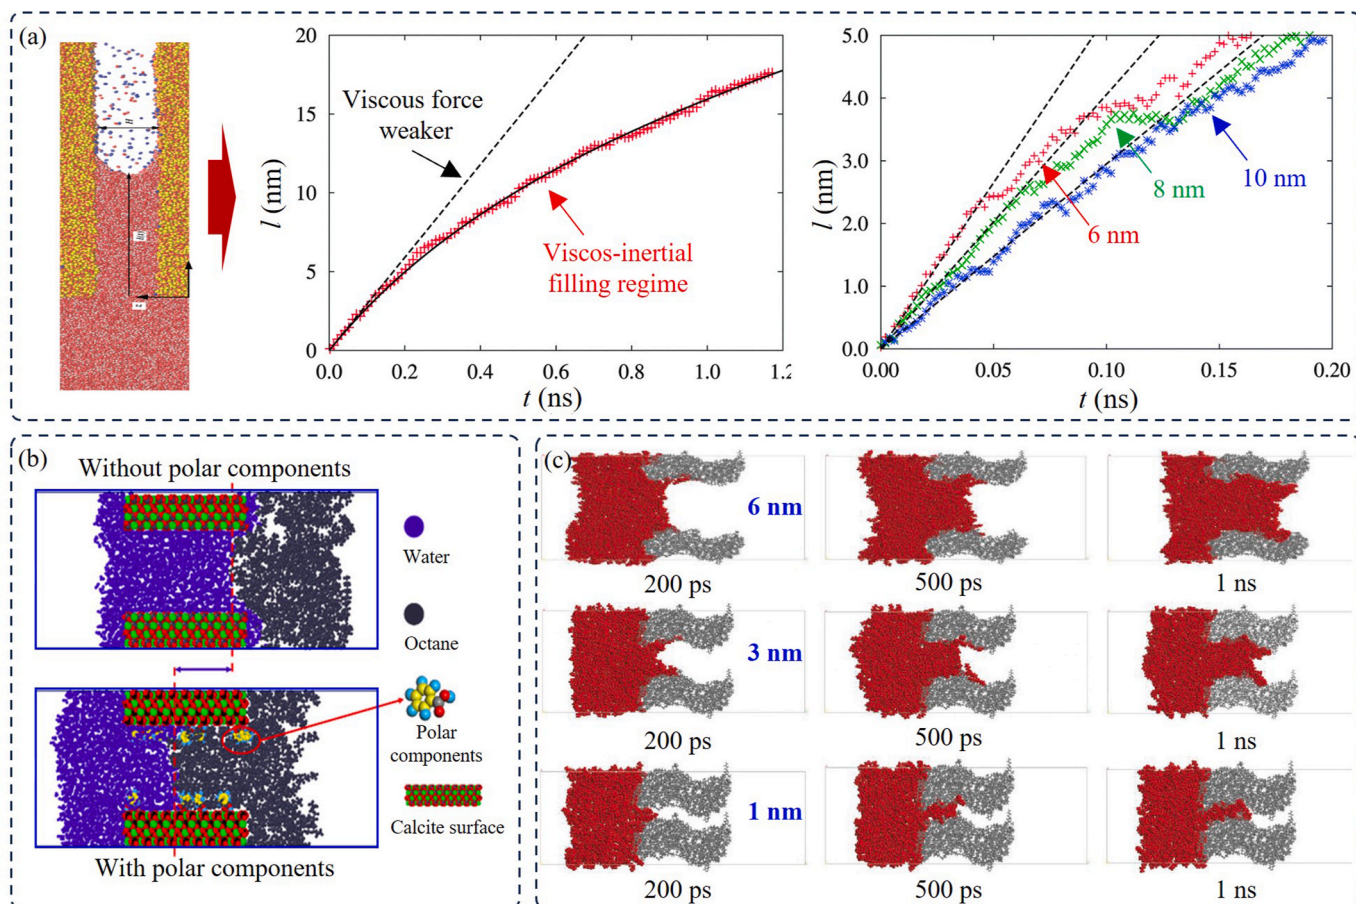 (a)
20
15
10
5
0
l (nm)
0.0 0.2 0.4 0.6 0.8 1.0 1.2
t (ns)
Viscous force
weaker
Viscos-inertial
filling regime
5.0
4.0
3.0
2.0
1.0
0.0
l (nm)
0.00 0.05 0.10 0.15 0.20
t (ns)
10 nm
8 nm
6 nm
(b)
Without polar components
Water
Octane
Polar
components
Calcite surface
With polar components
(c)
6 nm
200 ps 500 ps 1 ns
3 nm
200 ps 500 ps 1 ns
1 nm
200 ps 500 ps 1 ns